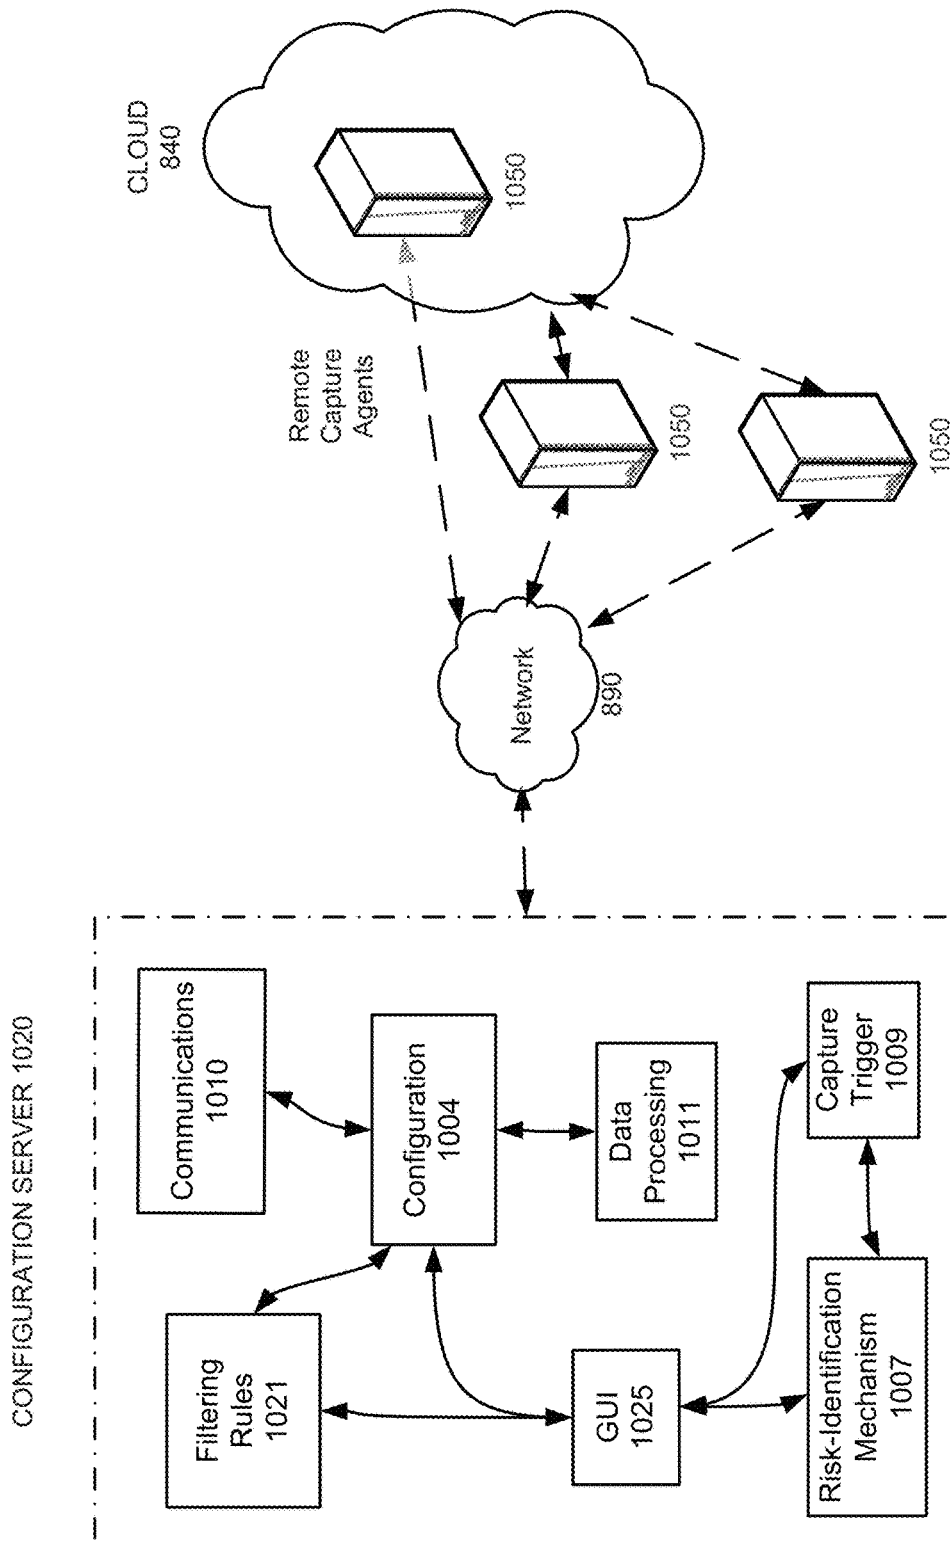 CONFIGURATION SERVER 1020
Filtering
Rules
1021
Communications
1010
Configuration
1004
GUI
1025
Data
Processing
1011
Risk-Identification
Mechanism
1007
Capture
Trigger
1009
Network
890
Remote
Capture
Agents
CLOUD
840
1050
1050
1050